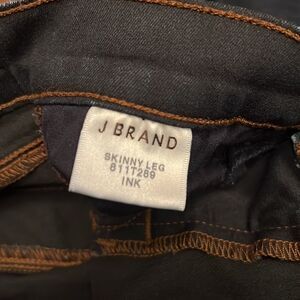 J BRAND
SKINNY LEG
811T269
INK